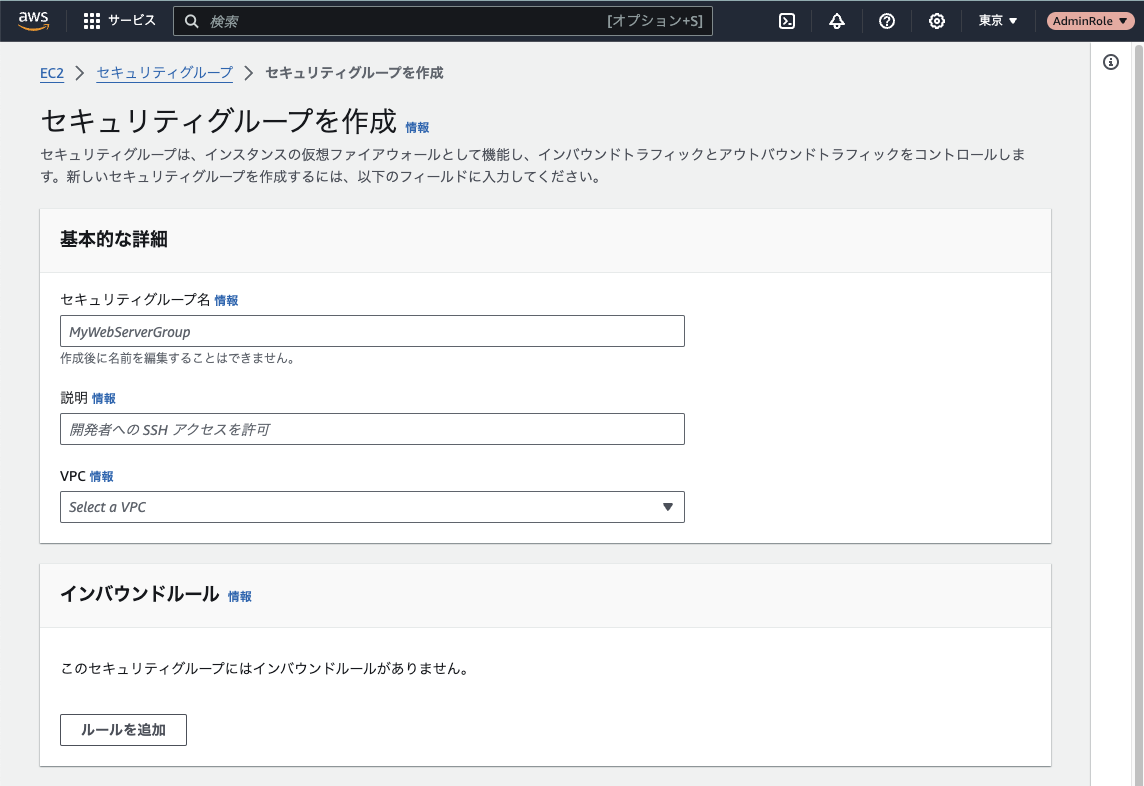 aws
サービス
検索
[オプション+S]
東京
AdminRole
EC2 セキュリティグループ セキュリティグループを作成
セキュリティグループを作成 情報
セキュリティグループは、インスタンスの仮想ファイアウォールとして機能し、インバウンドトラフィックとアウトバウンドトラフィックをコントロールしま
す。新しいセキュリティグループを作成するには、以下のフィールドに入力してください。
基本的な詳細
セキュリティグループ名 情報
MyWebServerGroup
作成後に名前を編集することはできません。
説明 情報
開発者への SSH アクセスを許可
VPC 情報
Select a VPC
インバウンドルール 情報
このセキュリティグループにはインバウンドルールがありません。
ルールを追加